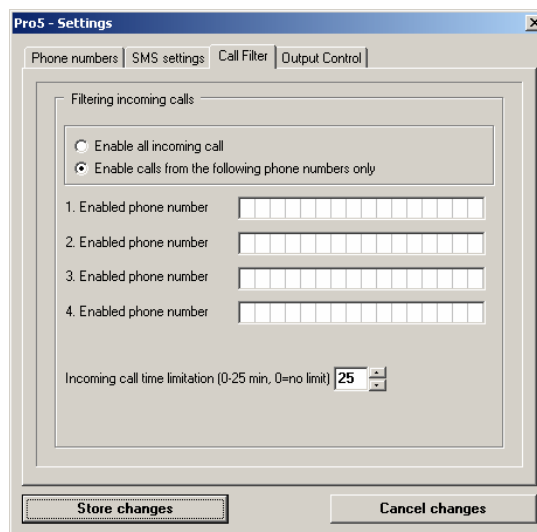 Pro5 - Settings
Phone numbers SMS settings Call Filter Output Control
Filtering incoming calls
Enable all incoming call
Enable calls from the following phone numbers only
1. Enabled phone number
2. Enabled phone number
3. Enabled phone number
4. Enabled phone number
Incoming call time limitation (0-25 min, 0=no limit) 25
Store changes Cancel changes